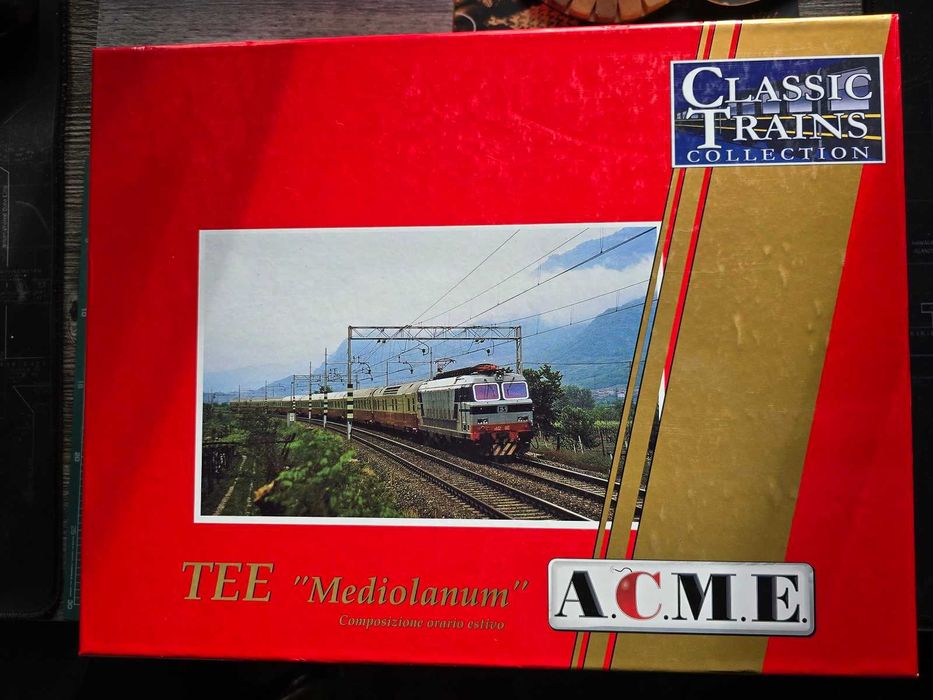 CLASSIC
TRAINS
COLLECTION
TEE "Mediolanum"
Composizione orario estivo
A.C.M.E.